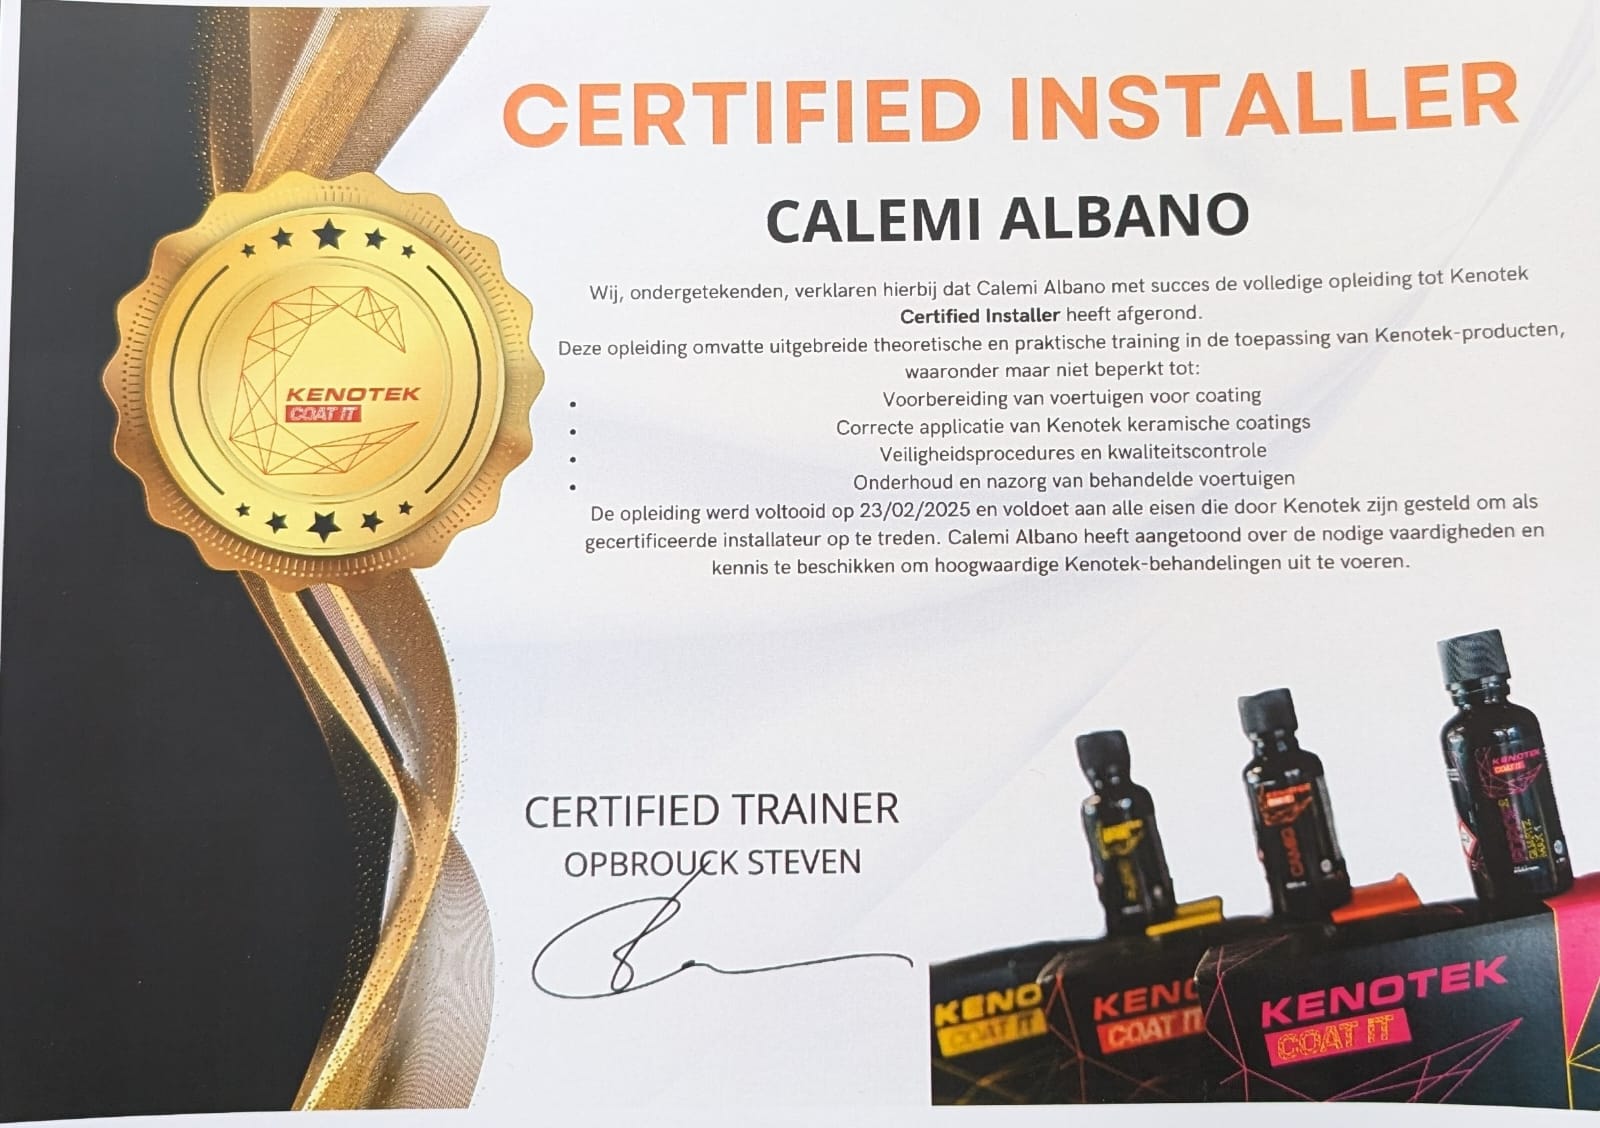 CERTIFIED INSTALLER
CALEMI ALBANO
Wij, ondergetekenden, verklaren hierbij dat Calemi Albano met succes de volledige opleiding tot Kenotek
Certified Installer heeft afgerond.
Deze opleiding omvatte uitgebreide theoretische en praktische training in de toepassing van Kenotek-producten,
waaronder maar niet beperkt tot:
• Voorbereiding van voertuigen voor coating
• Correcte applicatie van Kenotek keramische coatings
• Veiligheidsprocedures en kwaliteitscontrole
• Onderhoud en nazorg van behandelde voertuigen
De opleiding werd voltooid op 23/02/2025 en voldoet aan alle eisen die door Kenotek zijn gesteld om als
gecertificeerde installateur op te treden. Calemi Albano heeft aangetoond over de nodige vaardigheden en
kennis te beschikken om hoogwaardige Kenotek-behandelingen uit te voeren.
KENOTEK
COAT IT
CERTIFIED TRAINER
OPBROUCK STEVEN
KENOTEK
COAT IT
KENO
COAT IT
KENO
COAT IT
KENOTEK
COAT IT